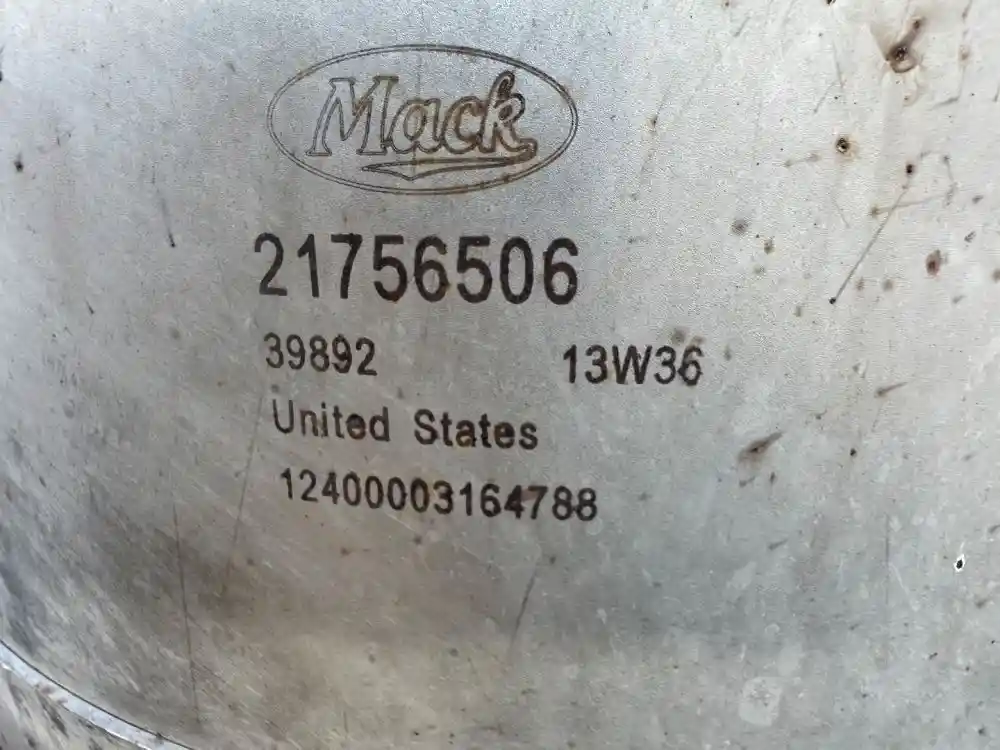 Mack
21756506
39892 13W36
United States
12400003164788